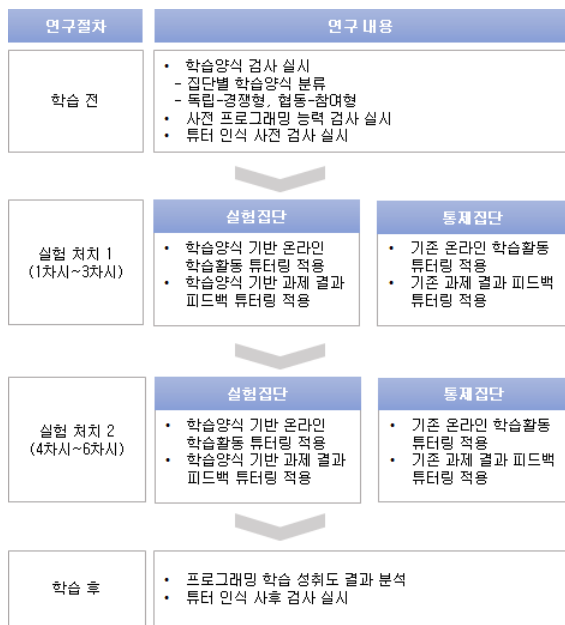 연구절차
연구 내용
학습 전
• 학습양식 검사 실시
- 집단별 학습양식 분류
- 독립-경쟁형, 협동-참여형
• 사전 프로그래밍 능력 검사 실시
• 튜터 인식 사전 검사 실시
실험 처치 1
(1차시~3차시)
실험집단
• 학습양식 기반 온라인
학습활동 튜터링 적용
• 학습양식 기반 과제 결과
피드백 튜터링 적용
통제집단
• 기존 온라인 학습활동
튜터링 적용
• 기존 과제 결과 피드백
튜터링 적용
실험 처치 2
(4차시~6차시)
실험집단
• 학습양식 기반 온라인
학습활동 튜터링 적용
• 학습양식 기반 과제 결과
피드백 튜터링 적용
통제집단
• 기존 온라인 학습활동
튜터링 적용
• 기존 과제 결과 피드백
튜터링 적용
학습 후
• 프로그래밍 학습 성취도 결과 분석
• 튜터 인식 사후 검사 실시